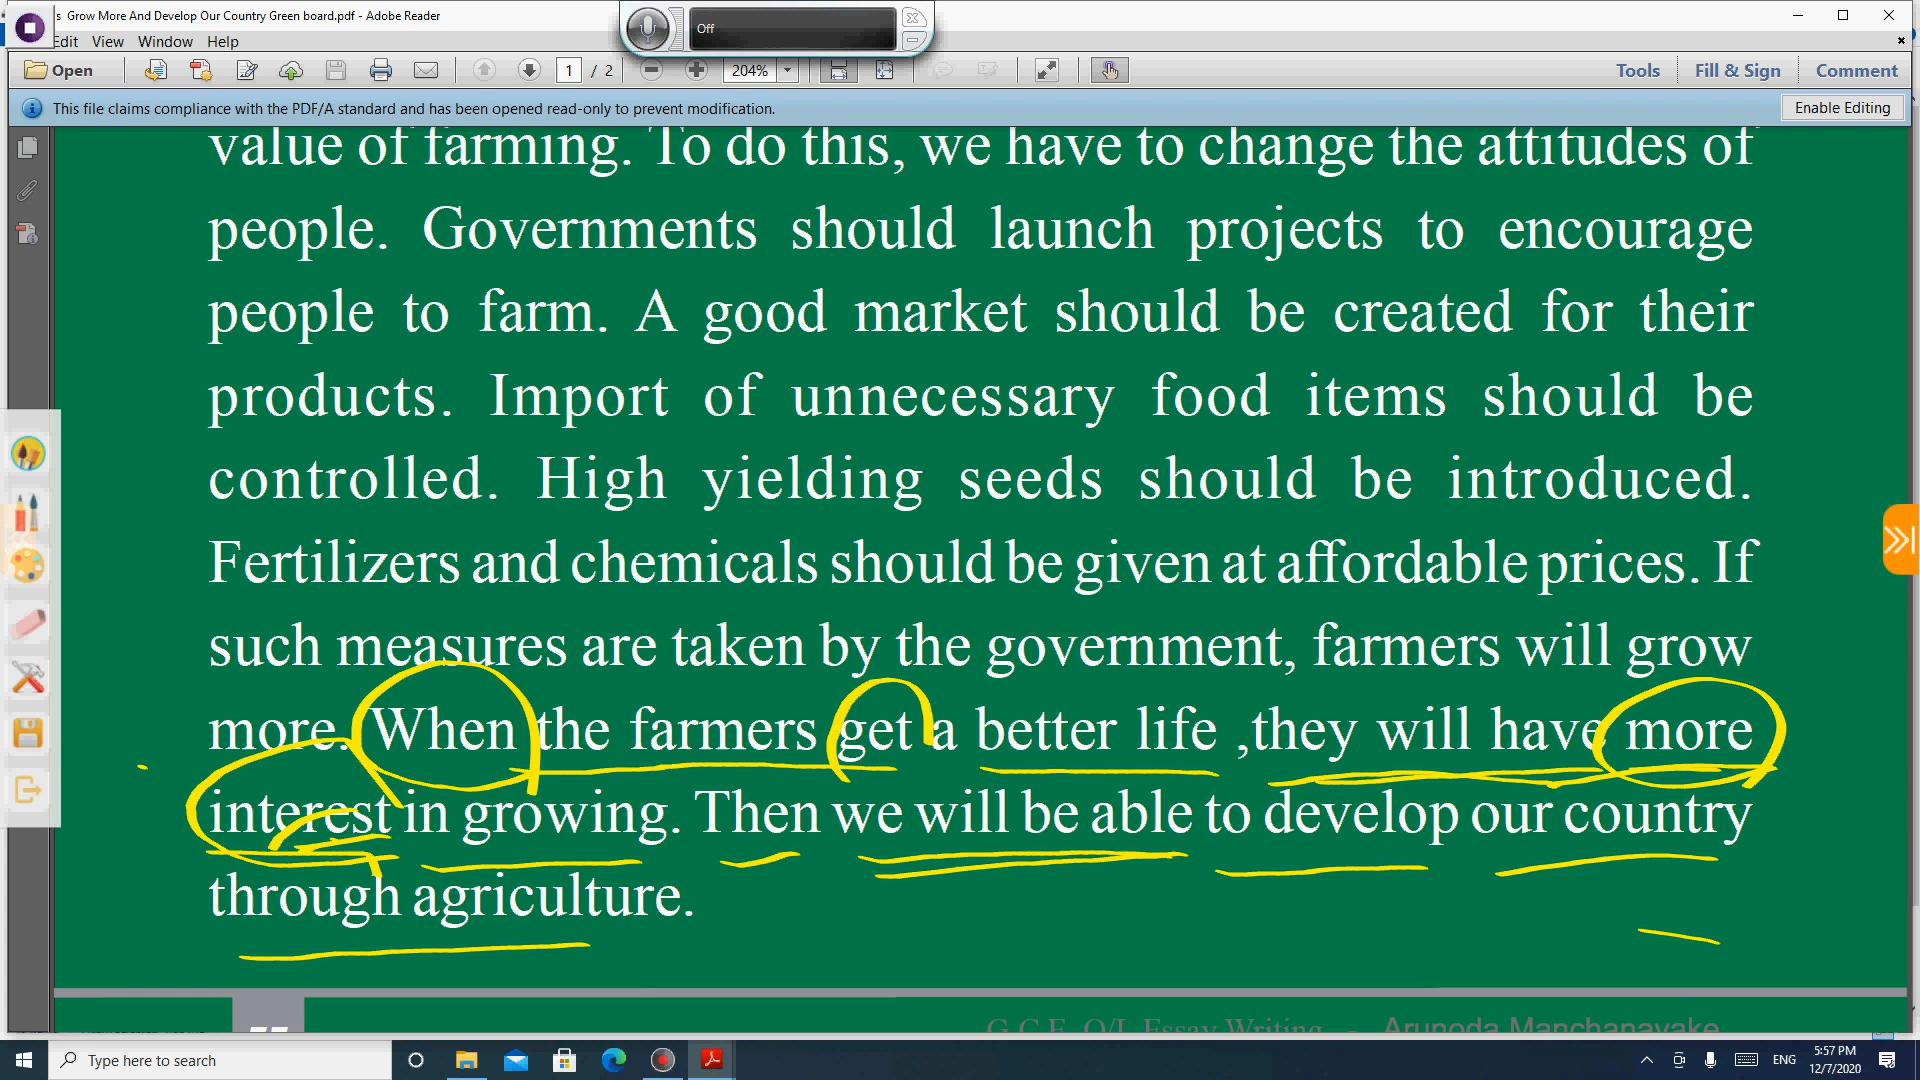 s Grow More And Develop Our Country Green board.pdf - Adobe Reader
Off
Edit View Window Help
Open
1 / 2
204%
Tools Fill & Sign Comment
This file claims compliance with the PDF/A standard and has been opened read-only to prevent modification.
Enable Editing
value of farming. To do this, we have to change the attitudes of
people. Governments should launch projects to encourage
people to farm. A good market should be created for their
products. Import of unnecessary food items should be
controlled. High yielding seeds should be introduced.
Fertilizers and chemicals should be given at affordable prices. If
such measures are taken by the government, farmers will grow
more. When the farmers get a better life ,they will have more
interest in growing. Then we will be able to develop our country
through agriculture.
G.C.E. O/L Essay Writing - Arunoda Manchanayake
Type here to search
ENG
5:57 PM
12/7/2020